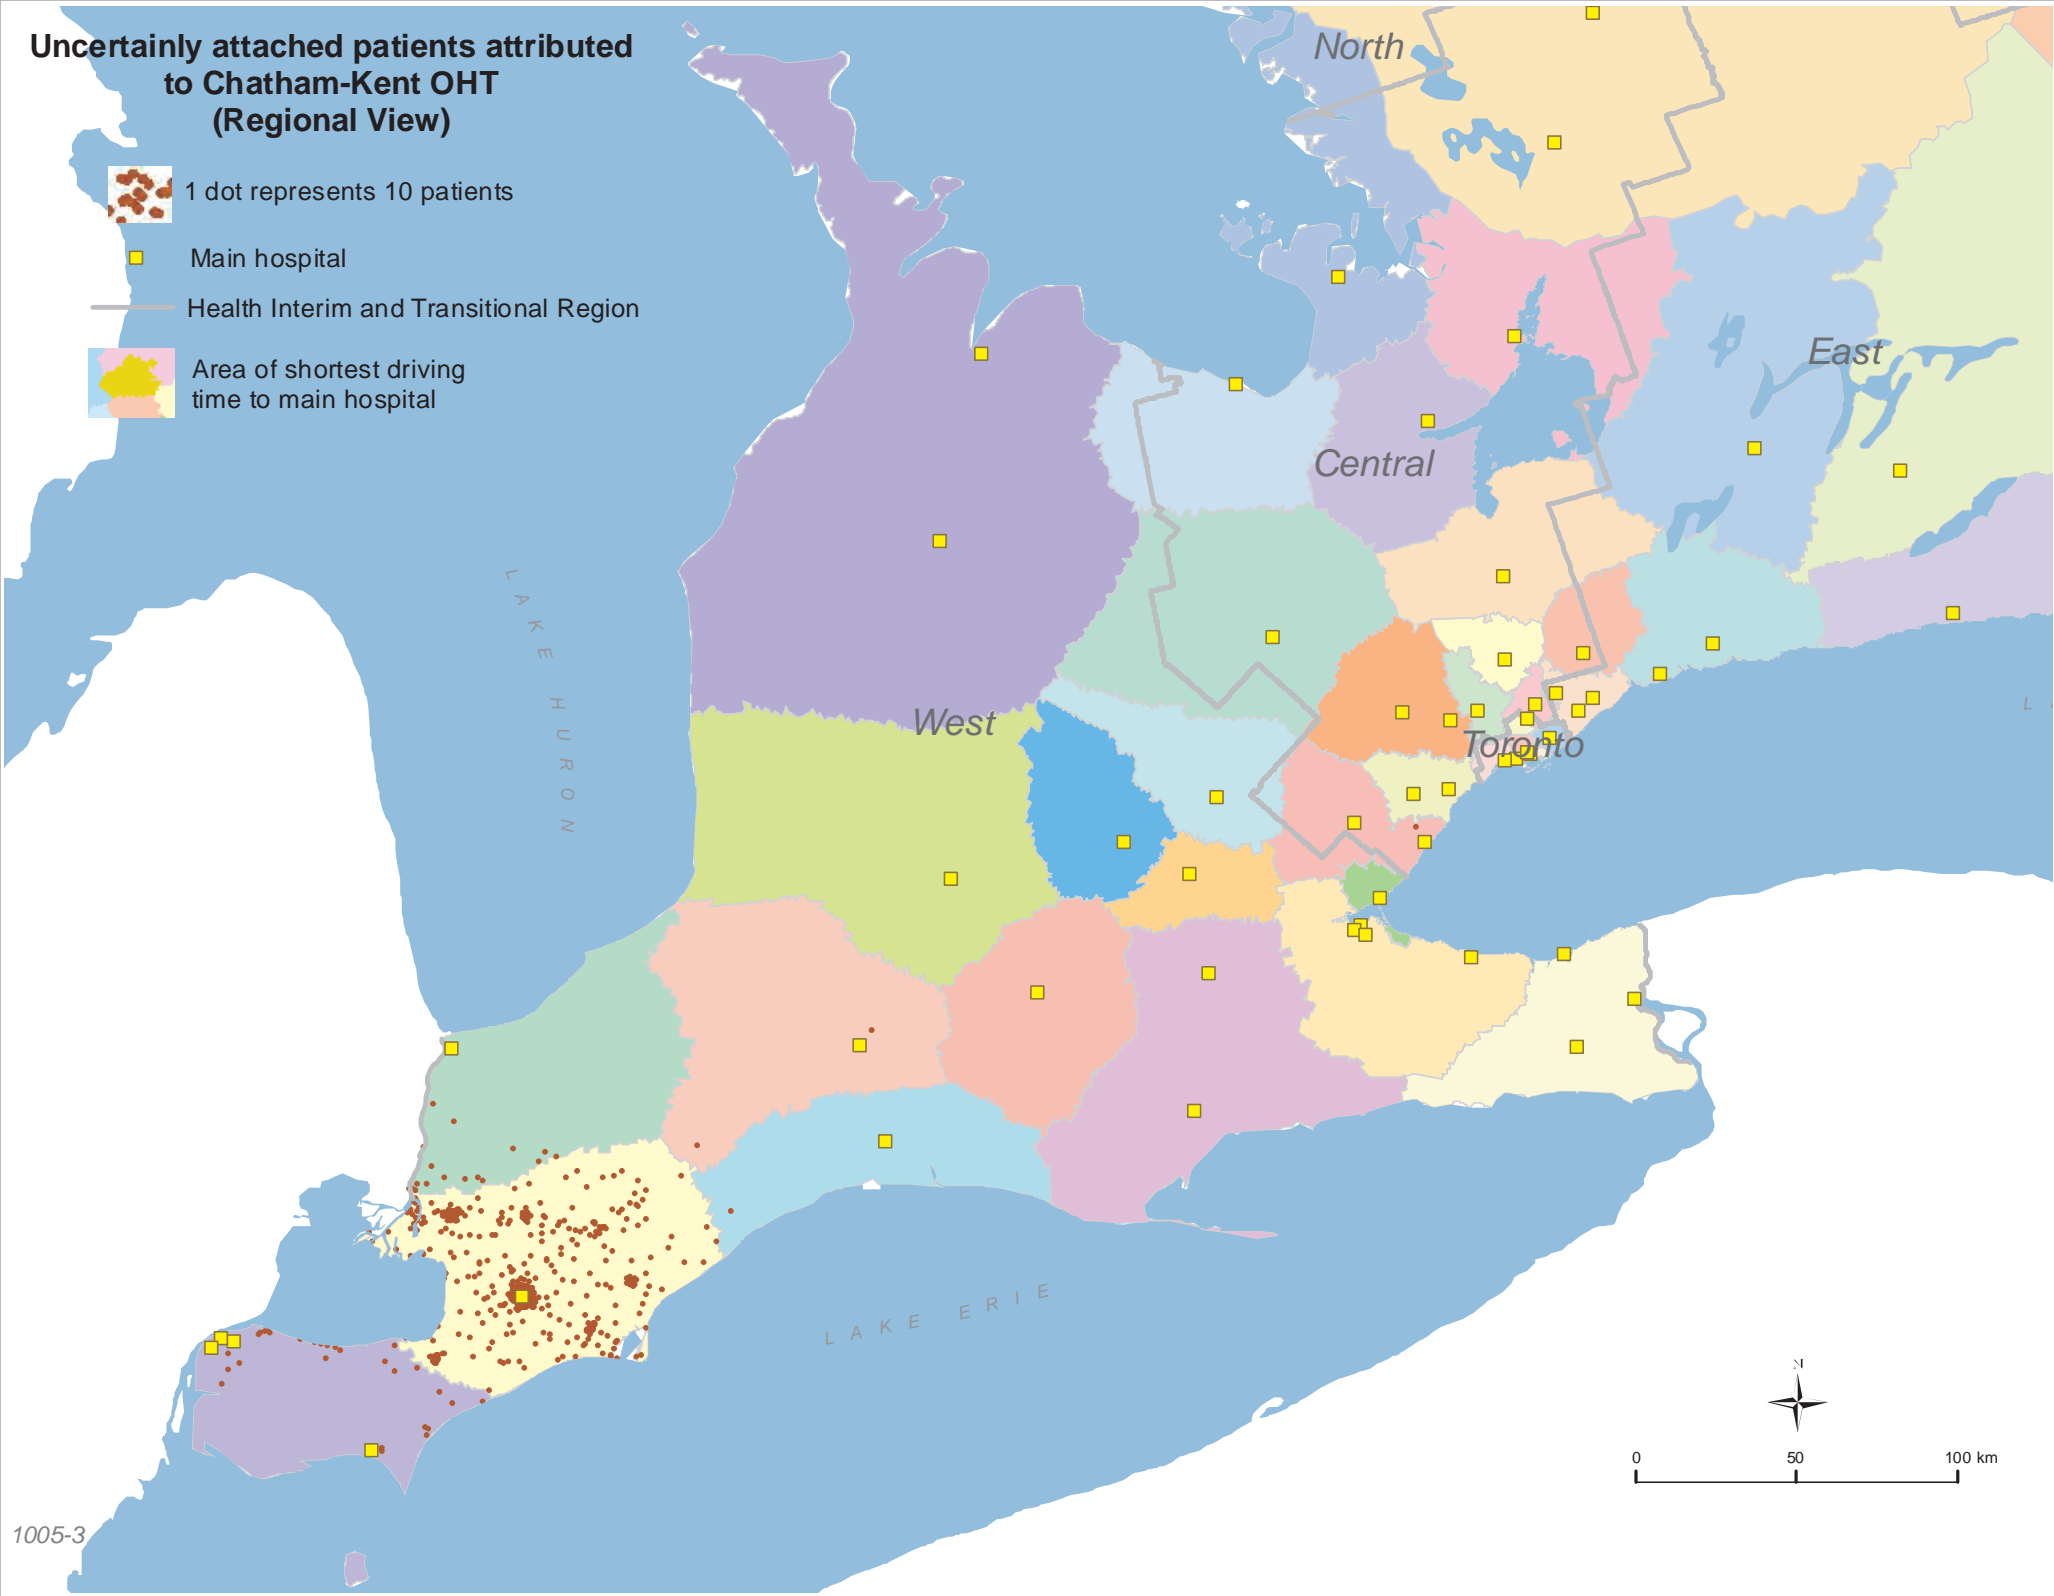 Uncertainly attached patients attributed
to Chatham-Kent OHT
(Regional View)
1 dot represents 10 patients
Main hospital
Health Interim and Transitional Region
Area of shortest driving
time to main hospital
North
East
Central
West
Toronto
LAKE HURON
LAKE ERIE
L
N
0 50 100 km
1005-3